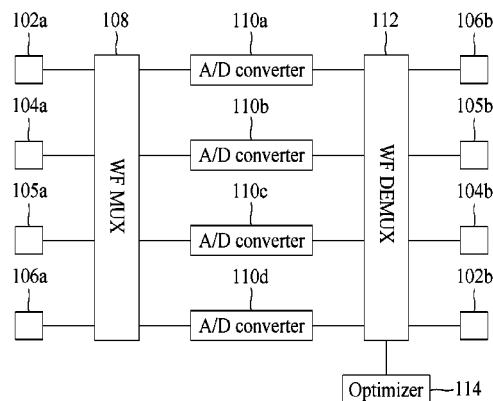 102a 108 110a 112 106b
A/D converter
104a 110b 105b
A/D converter
WF MUX
WF DEMUX
105a 110c 104b
A/D converter
106a 110d 102b
A/D converter
Optimizer 114